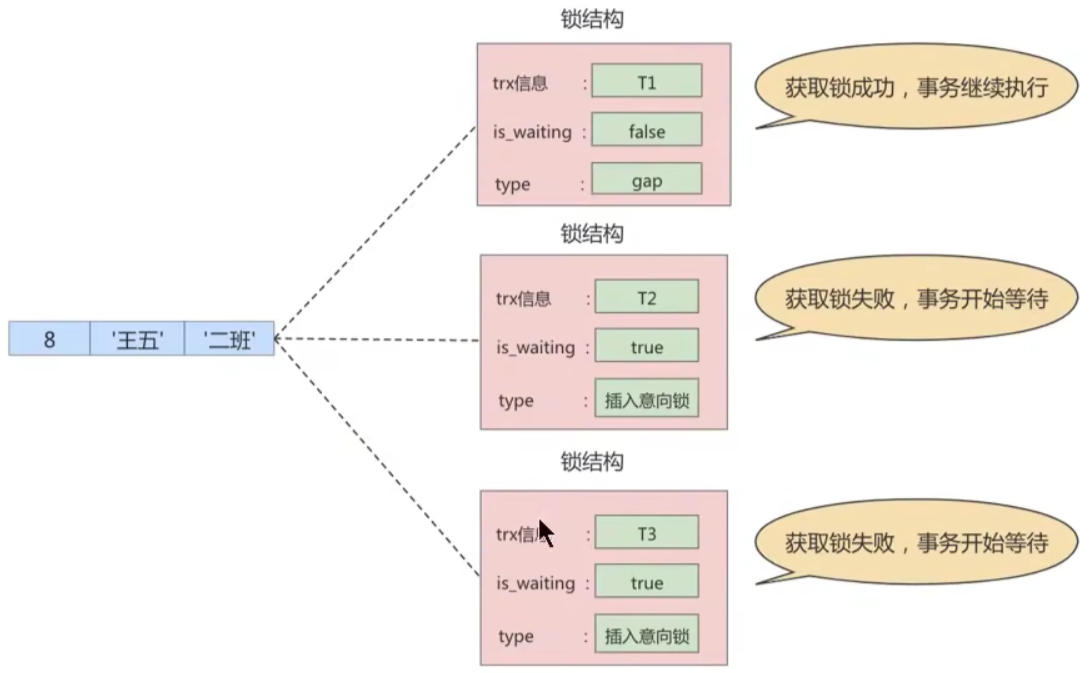 锁结构
trx信息 : T1
is_waiting : false
type : gap
获取锁成功，事务继续执行
8 '王五' '二班'
锁结构
trx信息 : T2
is_waiting : true
type : 插入意向锁
获取锁失败，事务开始等待
锁结构
trx信息 : T3
is_waiting : true
type : 插入意向锁
获取锁失败，事务开始等待